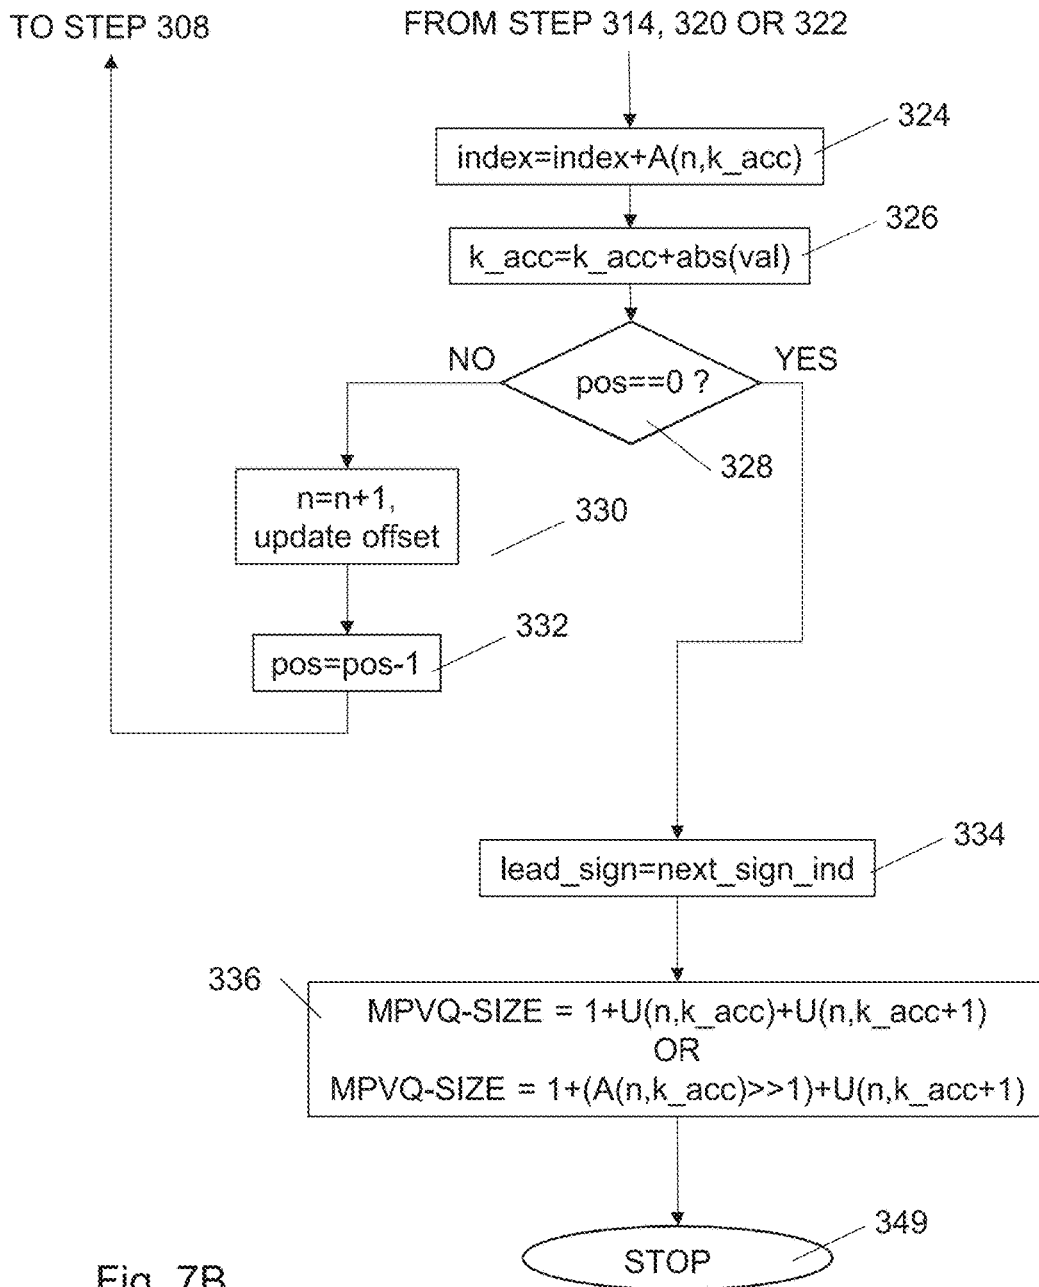 TO STEP 308
FROM STEP 314, 320 OR 322
324
index=index+A(n,k_acc)
326
k_acc=k_acc+abs(val)
NO
YES
pos==0 ?
328
n=n+1,
update offset
330
332
pos=pos-1
334
lead_sign=next_sign_ind
336
MPVQ-SIZE = 1+U(n,k_acc)+U(n,k_acc+1)
OR
MPVQ-SIZE = 1+(A(n,k_acc)>>1)+U(n,k_acc+1)
349
STOP
Fig. 7B